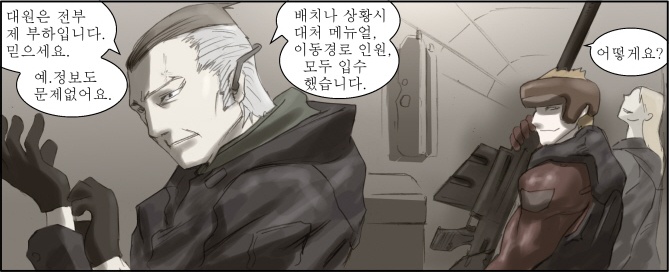 대원은 전부
제 부하입니다.
믿으세요.
예.정보도
문제없어요.
배치나 상황시
대처 메뉴얼,
이동경로 인원,
모두 입수
했습니다.
어떻게요?